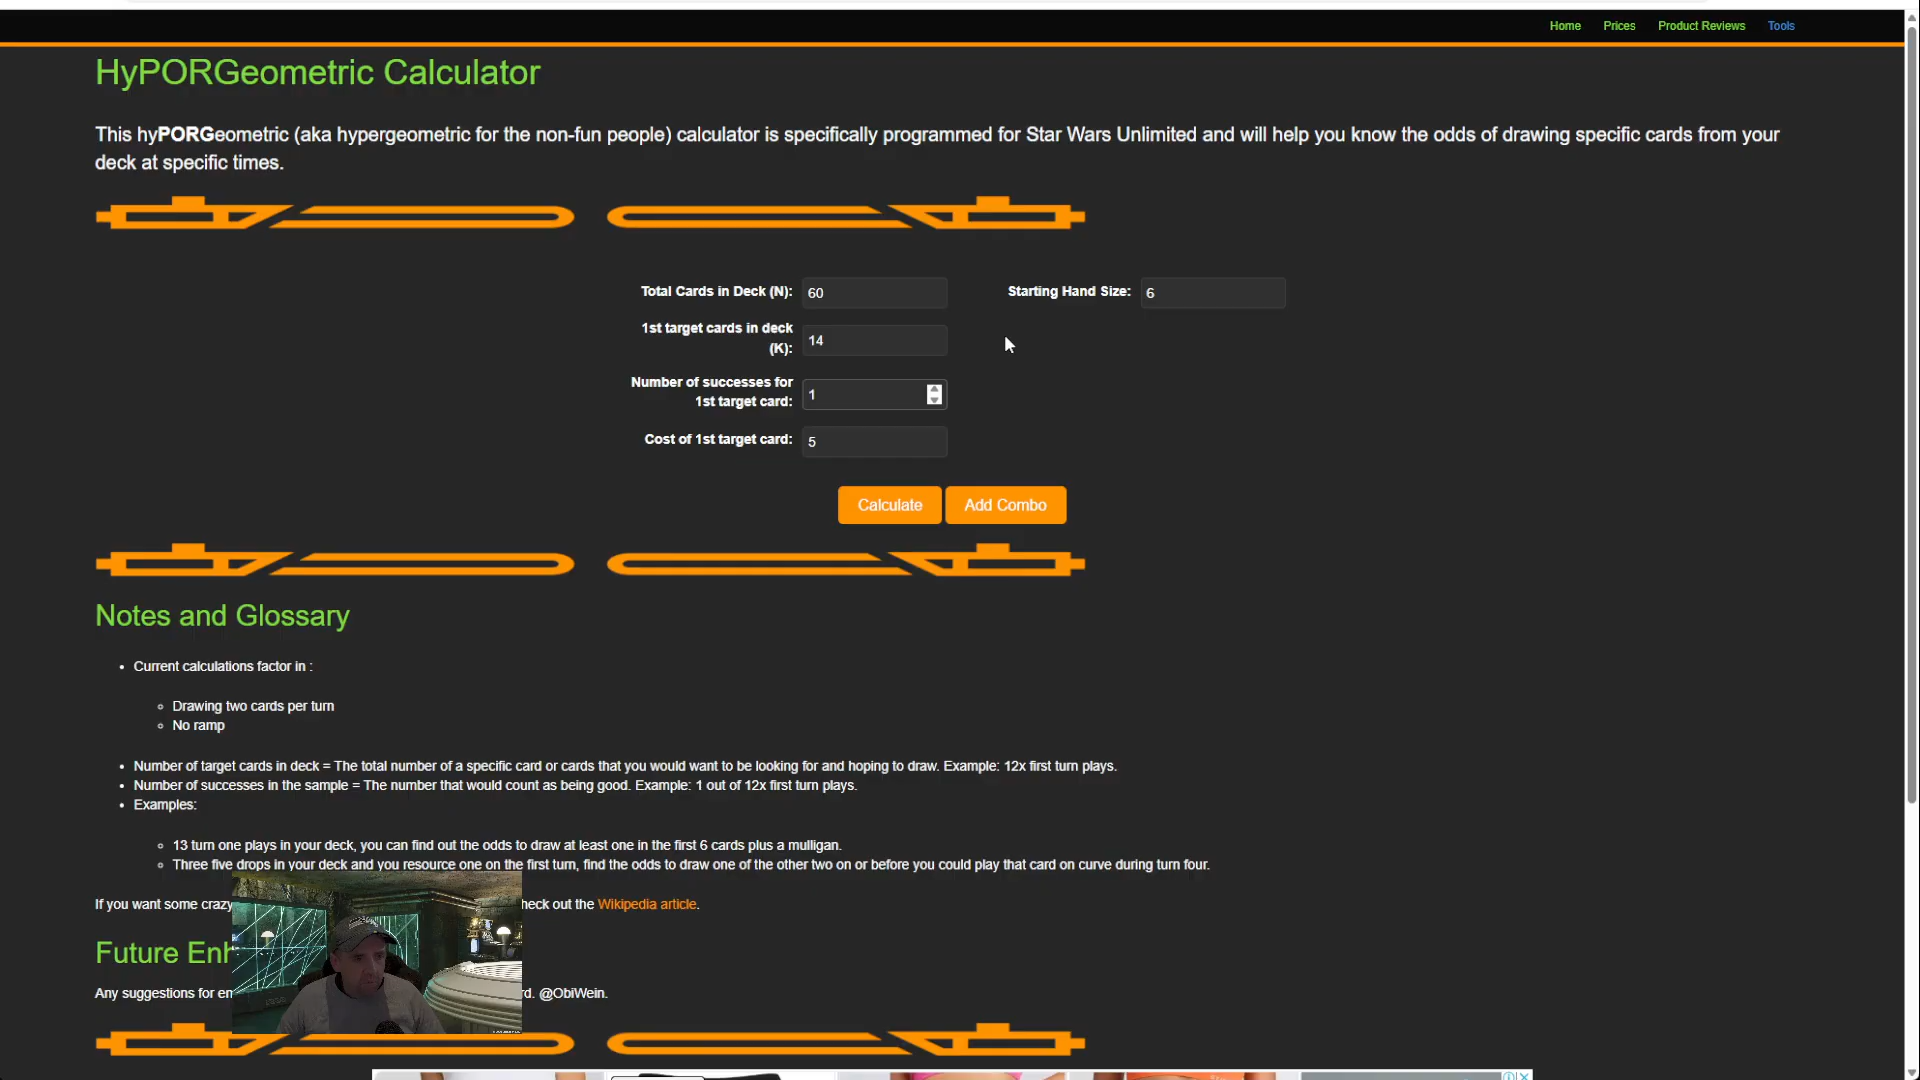 Home Prices Product Reviews Tools
HyPORGeometric Calculator
This hyPORGeometric (aka hypergeometric for the non-fun people) calculator is specifically programmed for Star Wars Unlimited and will help you know the odds of drawing specific cards from your
deck at specific times.
Total Cards in Deck (N): 60 Starting Hand Size: 6
1st target cards in deck
(K): 14
Number of successes for
1st target card: 1
Cost of 1st target card: 5
Calculate Add Combo
Notes and Glossary
Current calculations factor in :
Drawing two cards per turn
No ramp
Number of target cards in deck = The total number of a specific card or cards that you would want to be looking for and hoping to draw. Example: 12x first turn plays.
Number of successes in the sample = The number that would count as being good. Example: 1 out of 12x first turn plays.
Examples:
13 turn one plays in your deck, you can find out the odds to draw at least one in the first 6 cards plus a mulligan.
Three five drops in your deck and you resource one on the first turn, find the odds to draw one of the other two on or before you could play that card on curve during turn four.
If you want some crazy heck out the Wikipedia article.
Future Enh
Any suggestions for en rd. @ObiWein.